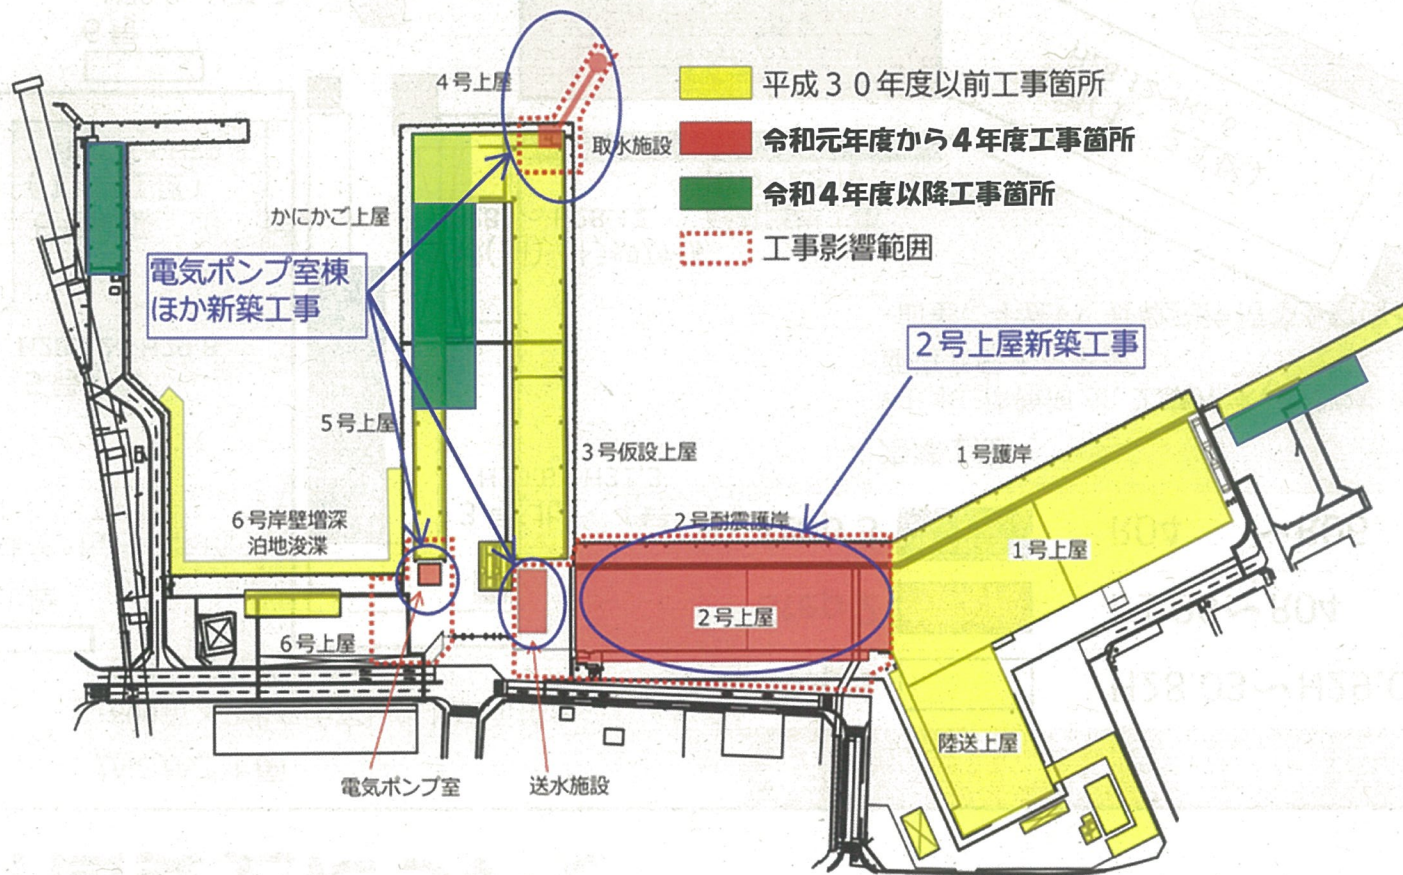 4号上屋
平成３０年度以前工事箇所
取水施設
令和元年度から４年度工事箇所
令和４年度以降工事箇所
かにかご上屋
工事影響範囲
電気ポンプ室棟
ほか新築工事
２号上屋新築工事
5号上屋
3号仮設上屋
1号護岸
6号岸壁増深
泊地浚渫
2号耐震護岸
1号上屋
2号上屋
6号上屋
陸送上屋
電気ポンプ室
送水施設